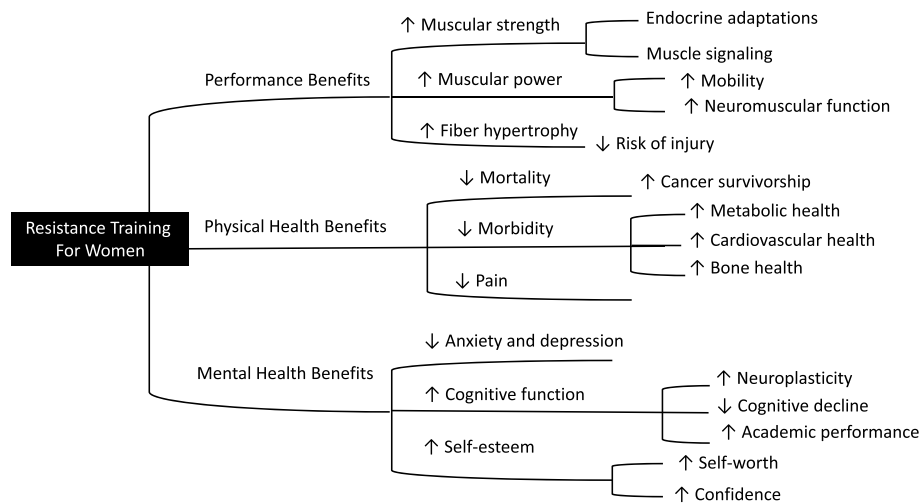 Resistance Training
For Women
Performance Benefits
↑ Muscular strength
Endocrine adaptations
Muscle signaling
↑ Muscular power
↑ Mobility
↑ Neuromuscular function
↑ Fiber hypertrophy
↓ Risk of injury
Physical Health Benefits
↓ Mortality
↑ Cancer survivorship
↓ Morbidity
↑ Metabolic health
↑ Cardiovascular health
↑ Bone health
↓ Pain
Mental Health Benefits
↓ Anxiety and depression
↑ Cognitive function
↑ Neuroplasticity
↓ Cognitive decline
↑ Academic performance
↑ Self-esteem
↑ Self-worth
↑ Confidence